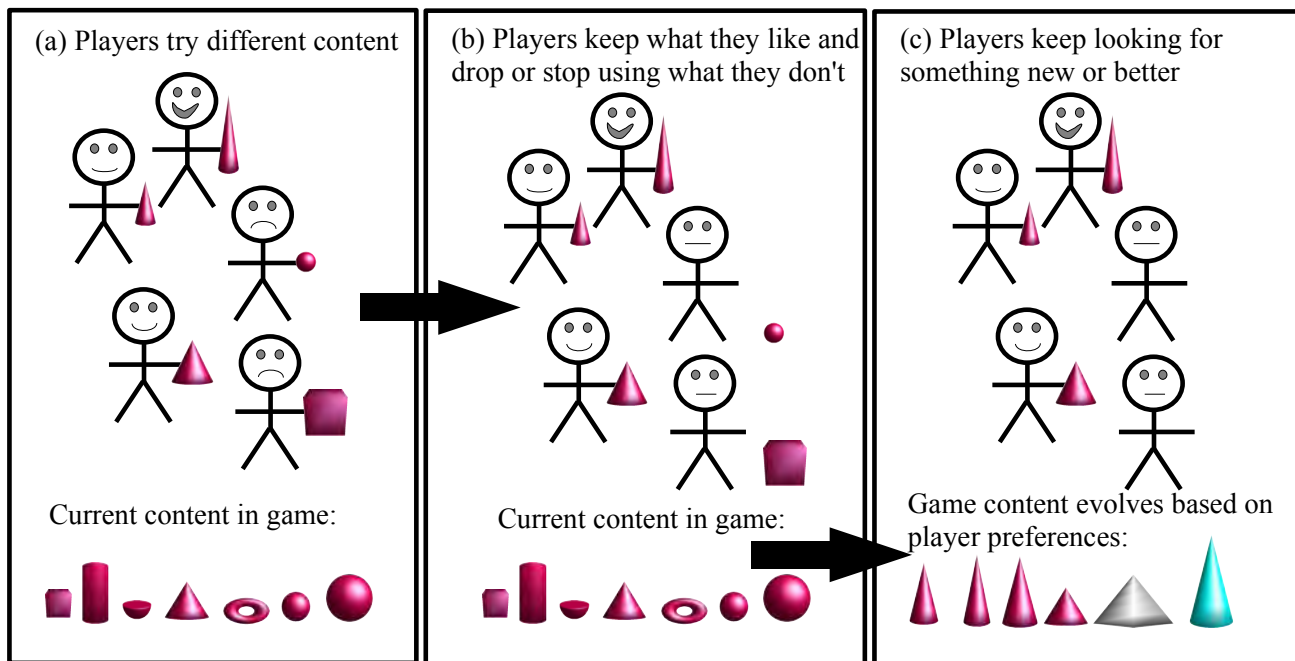 (a) Players try different content
Current content in game:
(b) Players keep what they like and
drop or stop using what they don't
Current content in game:
(c) Players keep looking for
something new or better
Game content evolves based on
player preferences: